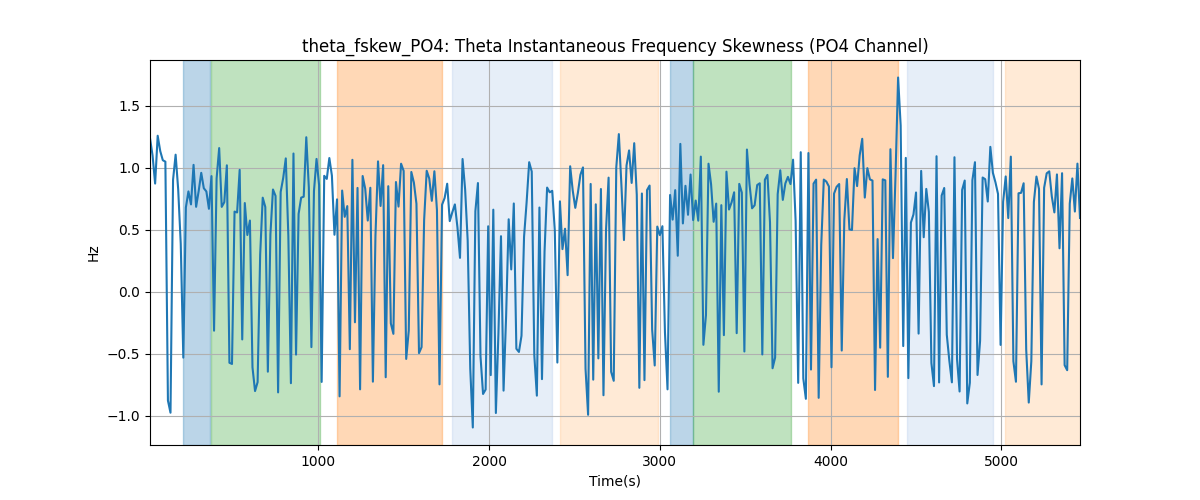 theta_fskew_PO4: Theta Instantaneous Frequency Skewness (PO4 Channel)
Hz
1.5
1.0
0.5
0.0
−0.5
−1.0
1000 2000 3000 4000 5000
Time(s)